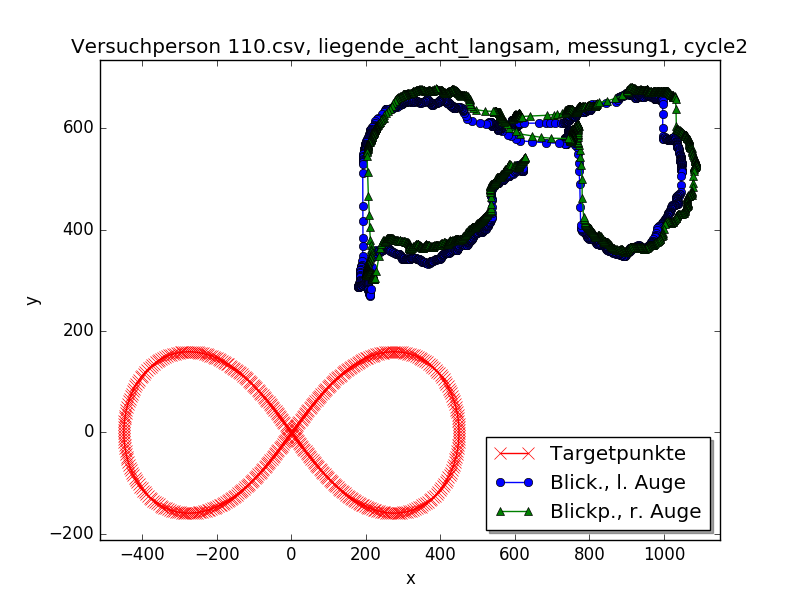 Versuchperson 110.csv, liegende_acht_langsam, messung1, cycle2
600
400
200
0
−200
y
−400
−200
0
200
400
600
800
1000
x
Targetpunkte
Blick., l. Auge
Blickp., r. Auge